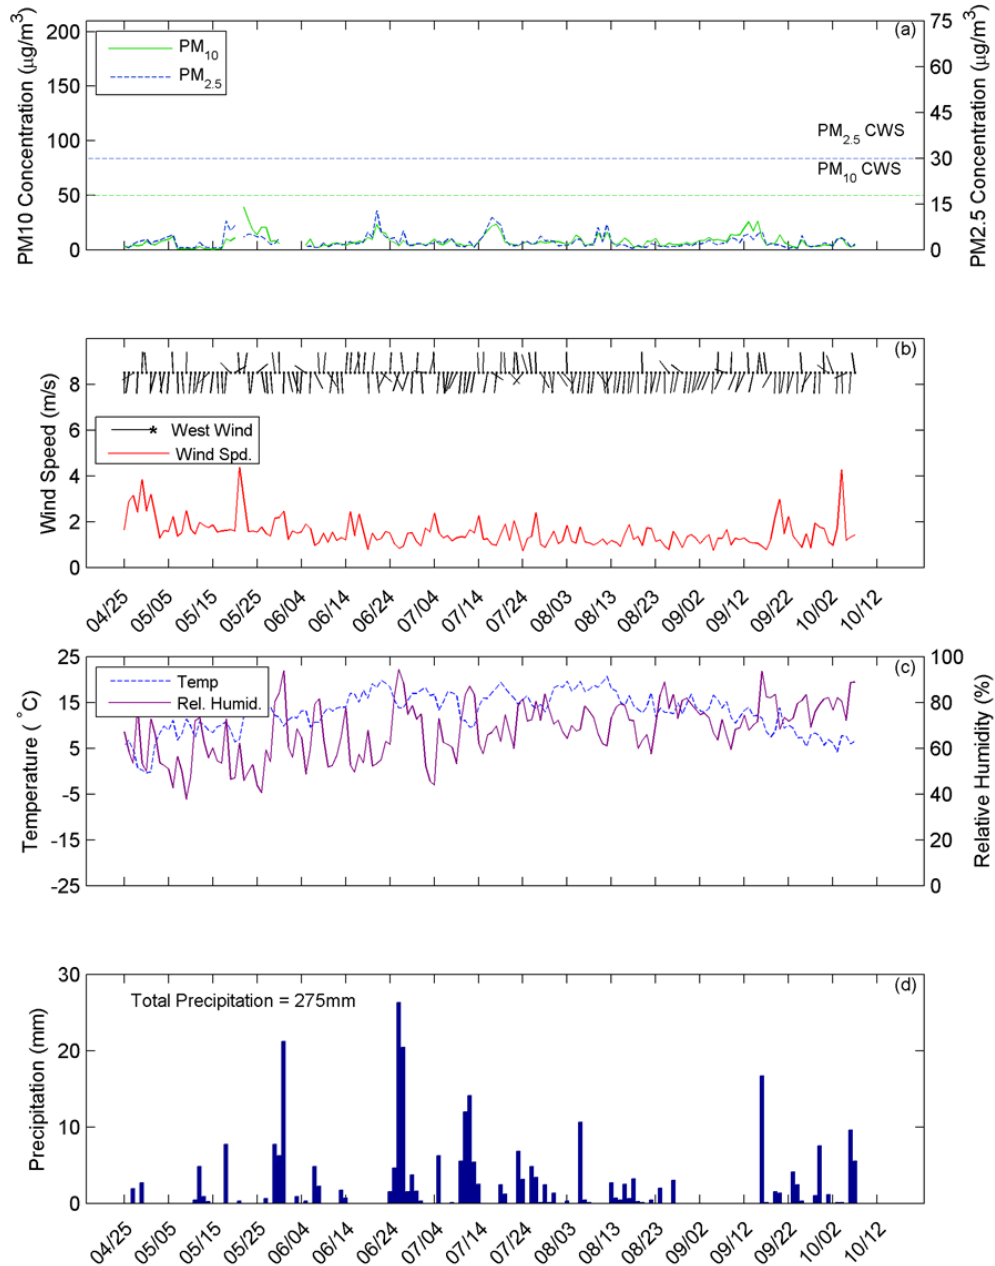 (a)
PM10 Concentration (µg/m³)
200
150
100
50
0
PM10
PM2.5
PM2.5 CWS
PM10 CWS
75
60
45
30
15
0
PM2.5 Concentration (µg/m³)
(b)
Wind Speed (m/s)
8
6
4
2
0
West Wind
Wind Spd.
04/25 05/05 05/15 05/25 06/04 06/14 06/24 07/04 07/14 07/24 08/03 08/13 08/23 09/02 09/12 09/22 10/02 10/12
(c)
Temperature (°C)
25
15
5
-5
-15
-25
Temp
Rel. Humid.
100
80
60
40
20
0
Relative Humidity (%)
(d)
Precipitation (mm)
30
20
10
0
Total Precipitation = 275mm
04/25 05/05 05/15 05/25 06/04 06/14 06/24 07/04 07/14 07/24 08/03 08/13 08/23 09/02 09/12 09/22 10/02 10/12